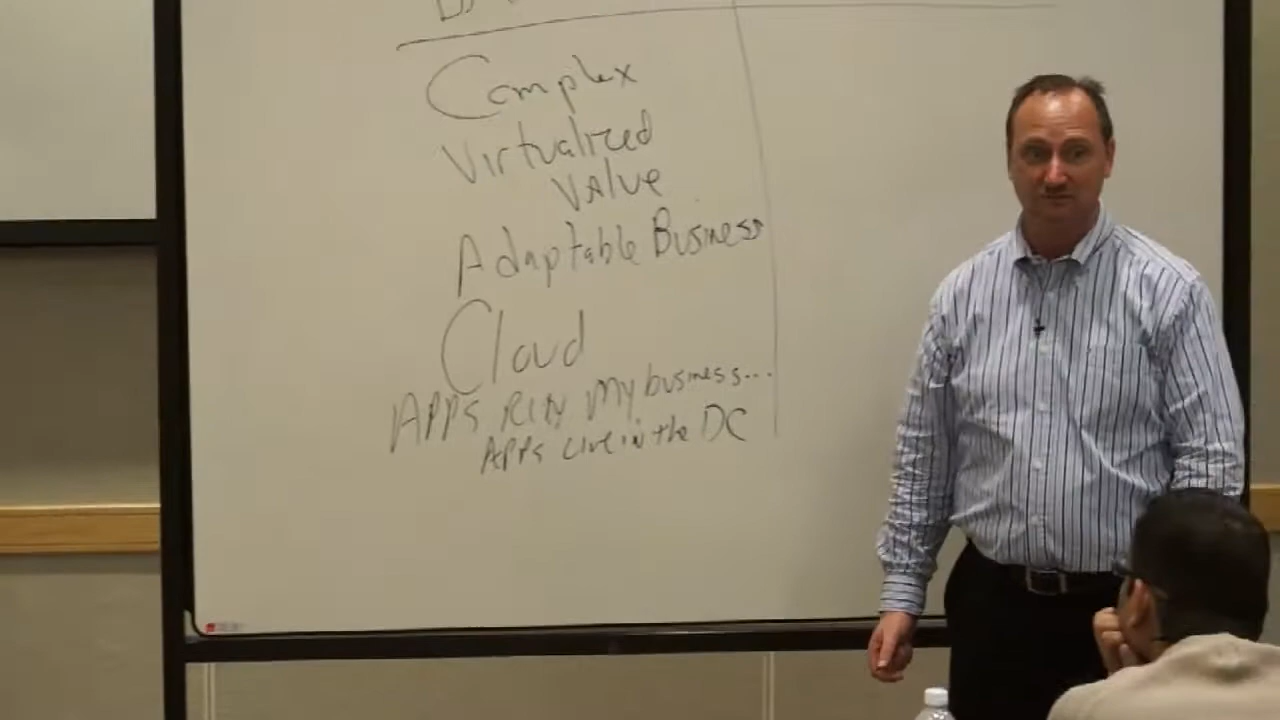 Complex
Virtualized
Value
Adaptable Business
Cloud
APPS RUN My business...
APPS Live in the DC